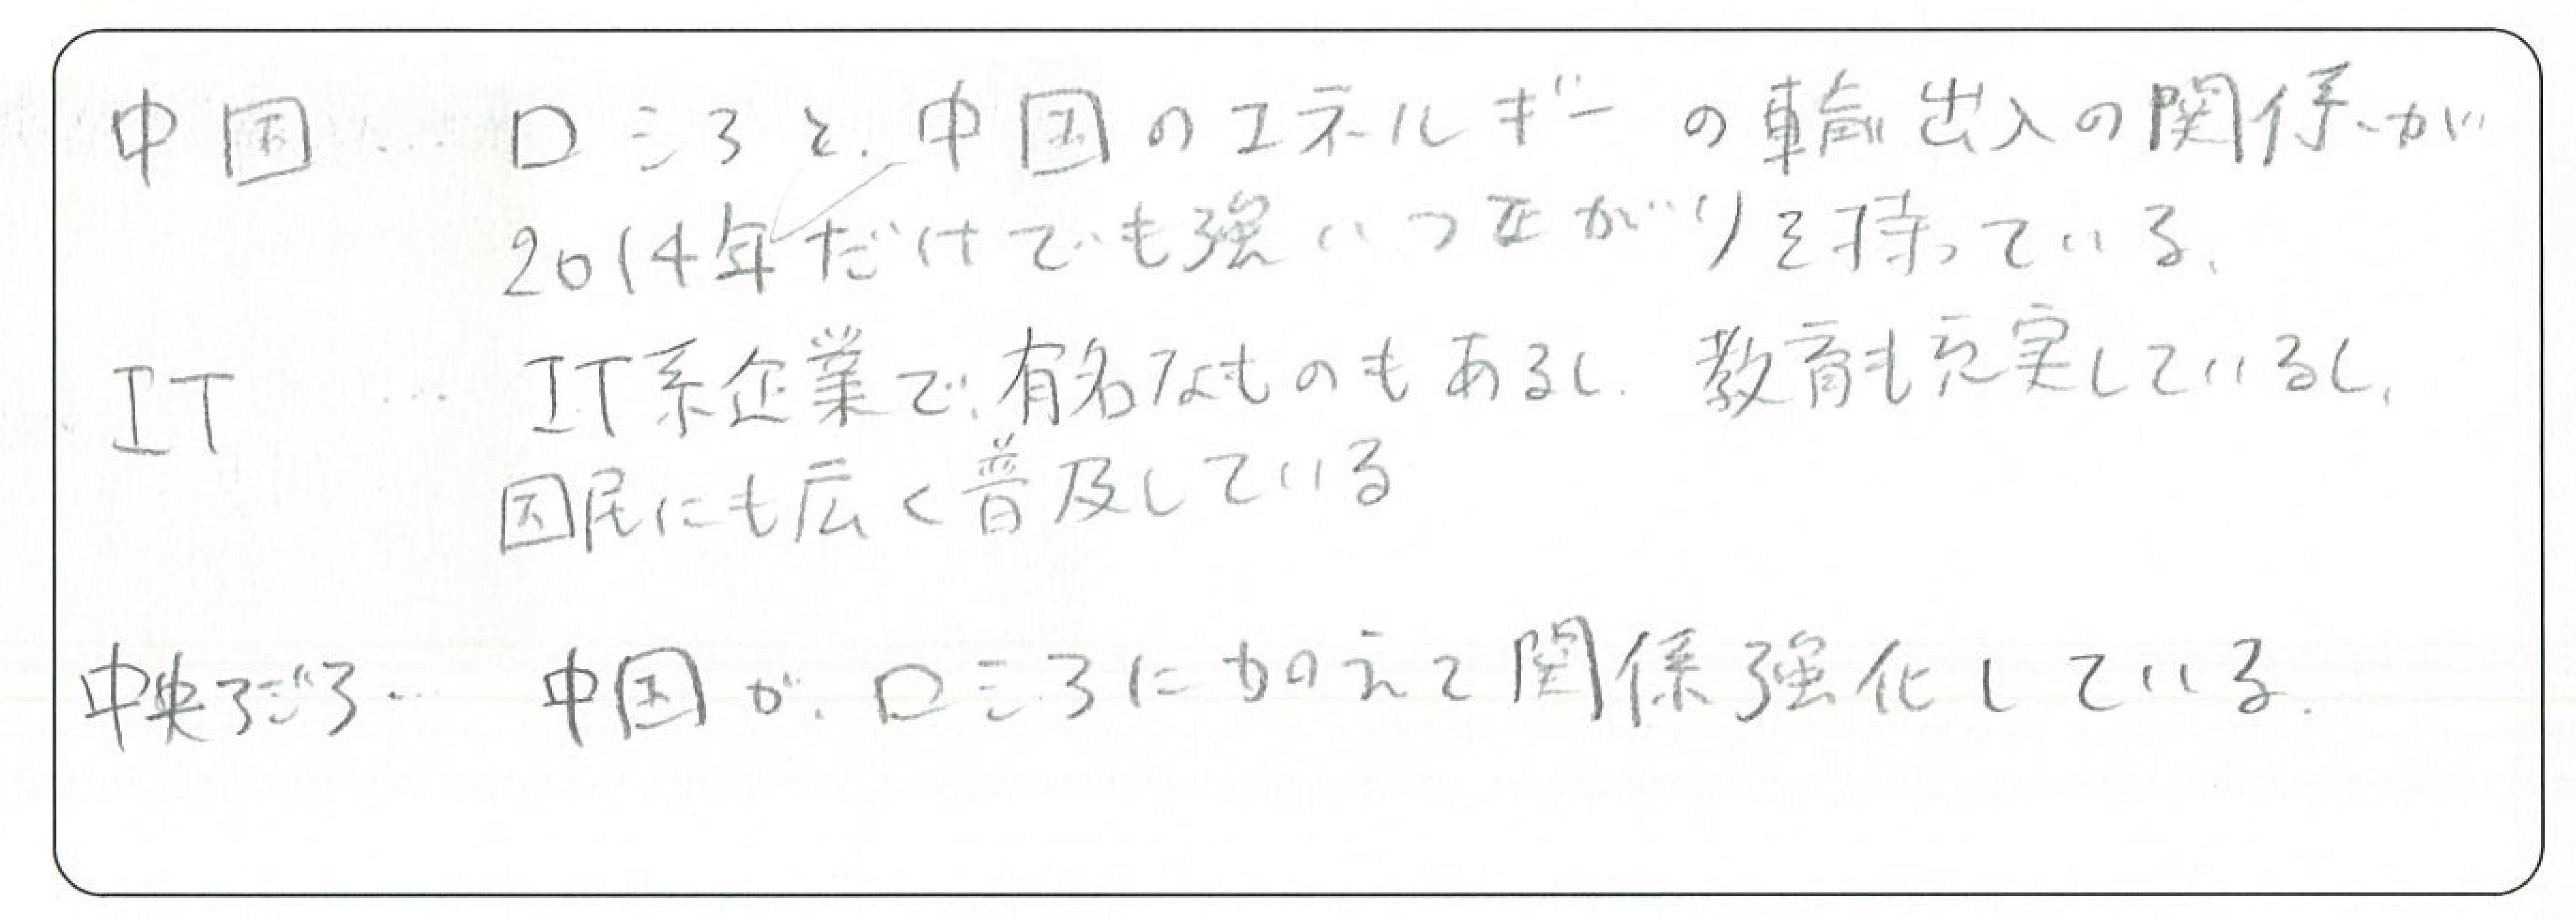 中国 … ロシアと、中国のエネルギーの輸出入の関係が
2014年だけでも強いつながりを持っている、
IT … IT系企業で、有名なものもあるし、教育も充実しているし、
国民にも広く普及している
中央アジア … 中国が、ロシアに加えて関係強化している。